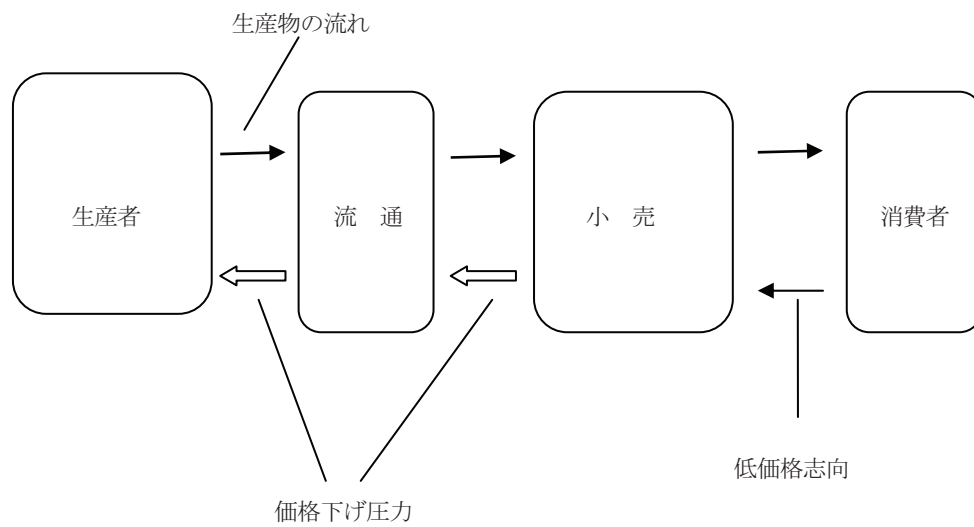 生産物の流れ
生産者
流　通
小　売
消費者
低価格志向
価格下げ圧力